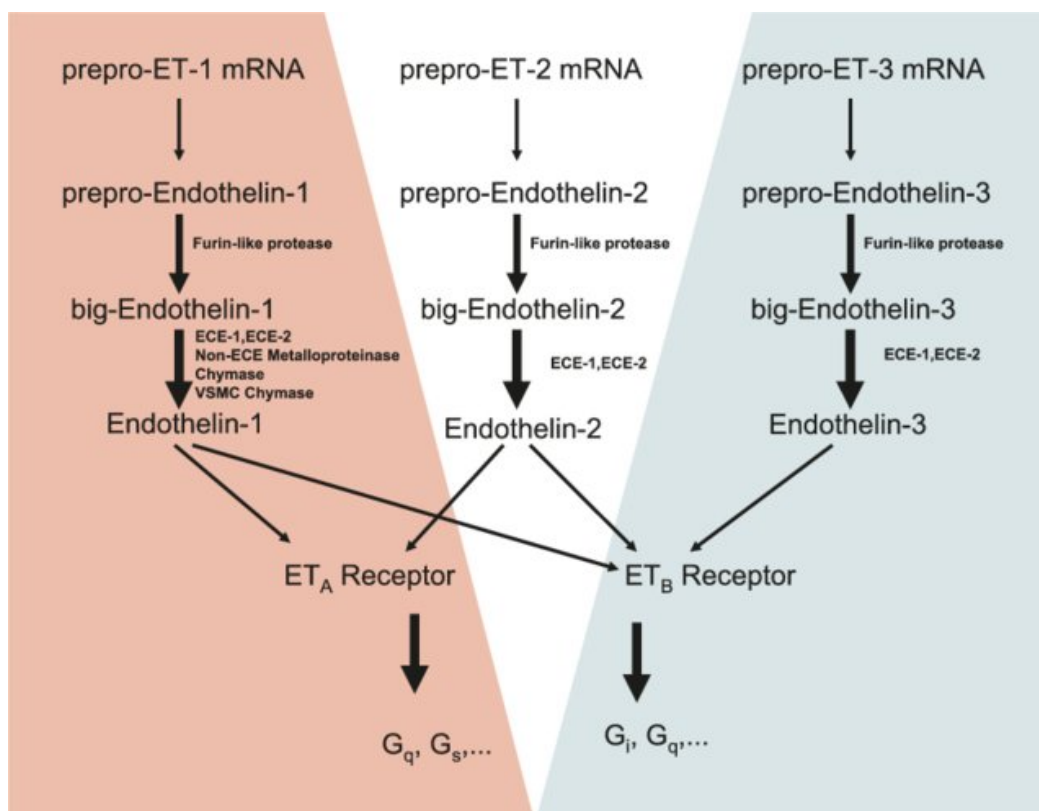 prepro-ET-1 mRNA
prepro-ET-2 mRNA
prepro-ET-3 mRNA
prepro-Endothelin-1
prepro-Endothelin-2
prepro-Endothelin-3
Furin-like protease
Furin-like protease
Furin-like protease
big-Endothelin-1
big-Endothelin-2
big-Endothelin-3
ECE-1,ECE-2
Non-ECE Metalloproteinase
Chymase
VSMC Chymase
ECE-1,ECE-2
ECE-1,ECE-2
Endothelin-1
Endothelin-2
Endothelin-3
ETA Receptor
ETB Receptor
Gq, Gs,...
Gi, Gq,...